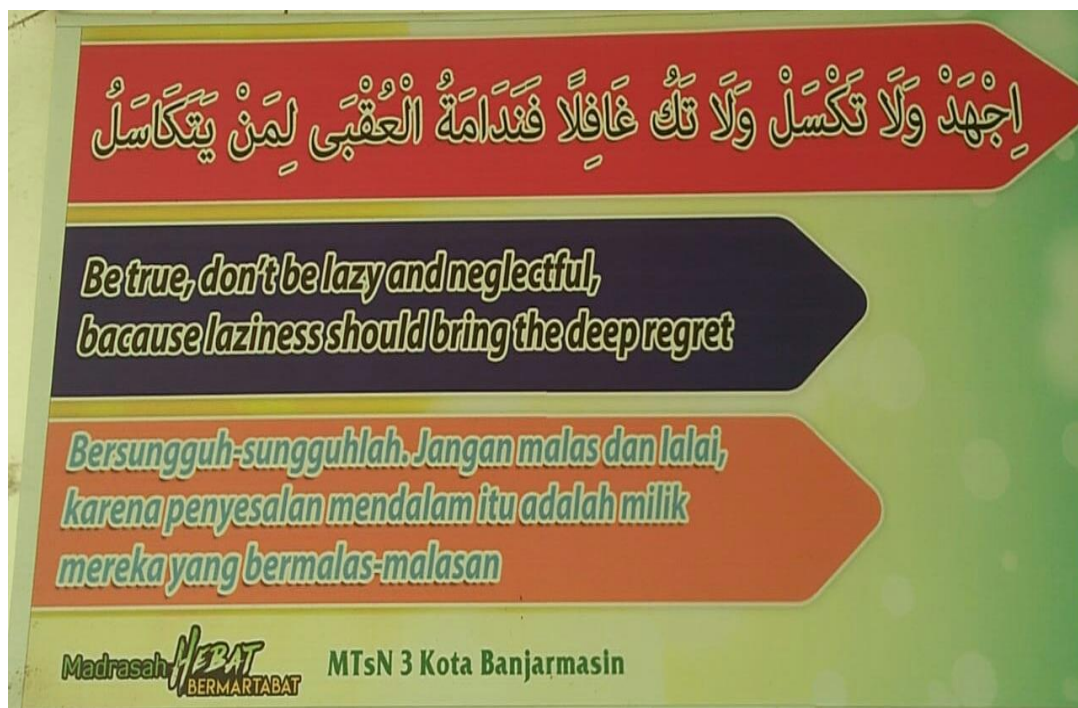 اِجْهَدْ وَلَا تَكْسَلْ وَلَا تَكُ غَافِلًا فَنَدَامَةُ الْعُقْبَى لِمَنْ يَتَكَاسَلُ
Be true, don't be lazy and neglectful,
bacause laziness should bring the deep regret
Bersungguh-sungguhlah. Jangan malas dan lalai,
karena penyesalan mendalam itu adalah milik
mereka yang bermalas-malasan
Madrasah HEBAT
BERMARTABAT
MTsN 3 Kota Banjarmasin